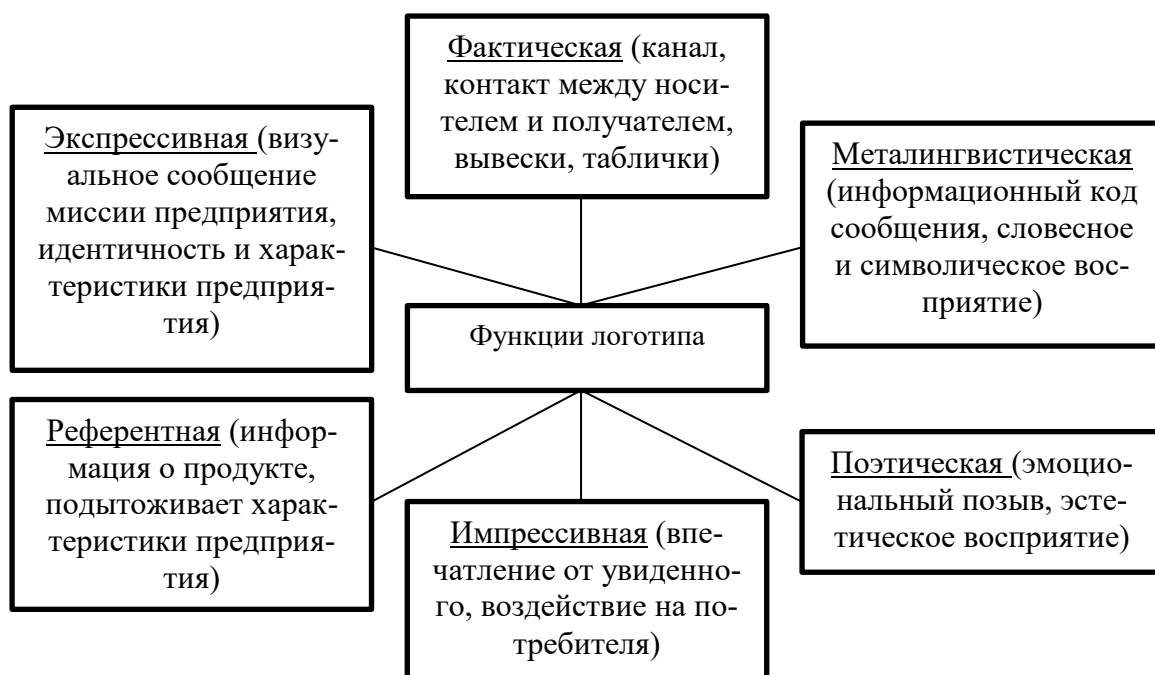 Фактическая (канал,
контакт между носи-
телем и получателем,
вывески, таблички)
Экспрессивная (визу-
альное сообщение
миссии предприятия,
идентичность и харак-
теристики предприя-
тия)
Металингвистическая
(информационный код
сообщения, словесное
и символическое вос-
приятие)
Функции логотипа
Референтная (инфор-
мация о продукте,
подытоживает харак-
теристики предприя-
тия)
Импрессивная (впе-
чатление от увиденно-
го, воздействие на по-
требителя)
Поэтическая (эмоцио-
нальный позыв, эсте-
тическое восприятие)